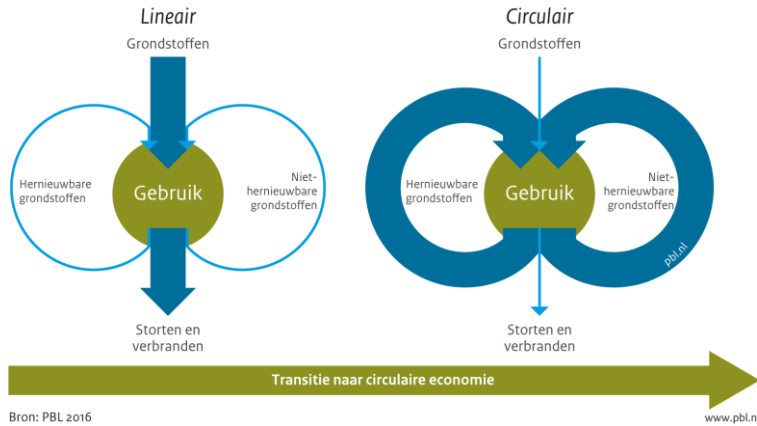 Lineair
Grondstoffen
Hernieuwbare
grondstoffen
Gebruik
Niet-
hernieuwbare
grondstoffen
Storten en
verbranden
Circulair
Grondstoffen
Hernieuwbare
grondstoffen
Gebruik
Niet-
hernieuwbare
grondstoffen
pbl.nl
Storten en
verbranden
Transitie naar circulaire economie
Bron: PBL 2016
www.pbl.n